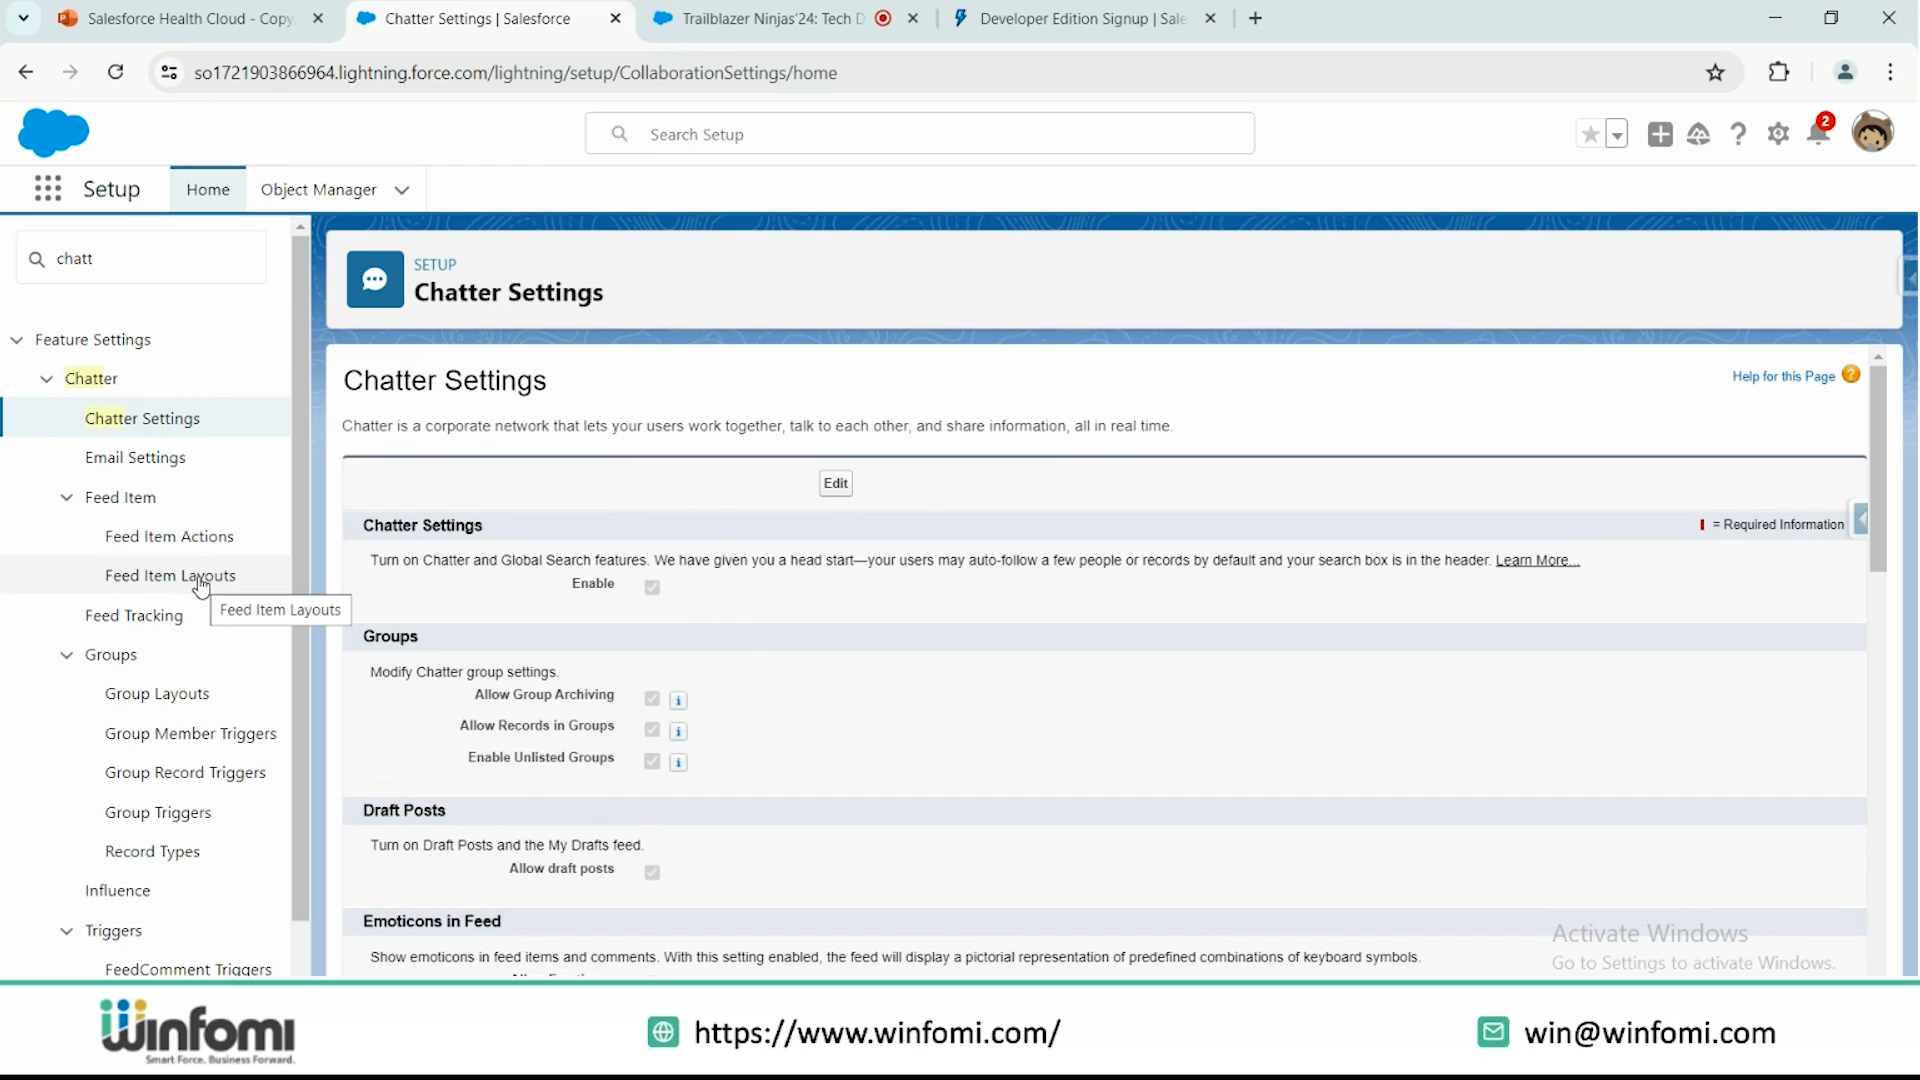 Salesforce Health Cloud - Copy
Chatter Settings | Salesforce
Trailblazer Ninjas'24: Tech D
Developer Edition Signup | Sale
so1721903866964.lightning.force.com/lightning/setup/CollaborationSettings/home
Search Setup
2
Setup
Home
Object Manager
chatt
Feature Settings
Chatter
Chatter Settings
Email Settings
Feed Item
Feed Item Actions
Feed Item Layouts
Feed Item Layouts
Feed Tracking
Groups
Group Layouts
Group Member Triggers
Group Record Triggers
Group Triggers
Record Types
Influence
Triggers
FeedComment Triggers
SETUP
Chatter Settings
Chatter Settings
Help for this Page
Chatter is a corporate network that lets your users work together, talk to each other, and share information, all in real time.
Edit
Chatter Settings
= Required Information
Turn on Chatter and Global Search features. We have given you a head start—your users may auto-follow a few people or records by default and your search box is in the header. Learn More...
Enable
Groups
Modify Chatter group settings.
Allow Group Archiving
Allow Records in Groups
Enable Unlisted Groups
Draft Posts
Turn on Draft Posts and the My Drafts feed.
Allow draft posts
Emoticons in Feed
Show emoticons in feed items and comments. With this setting enabled, the feed will display a pictorial representation of predefined combinations of keyboard symbols.
Activate Windows
Go to Settings to activate Windows.
Winfomi
Smart Force. Business Forward.
https://www.winfomi.com/
win@winfomi.com